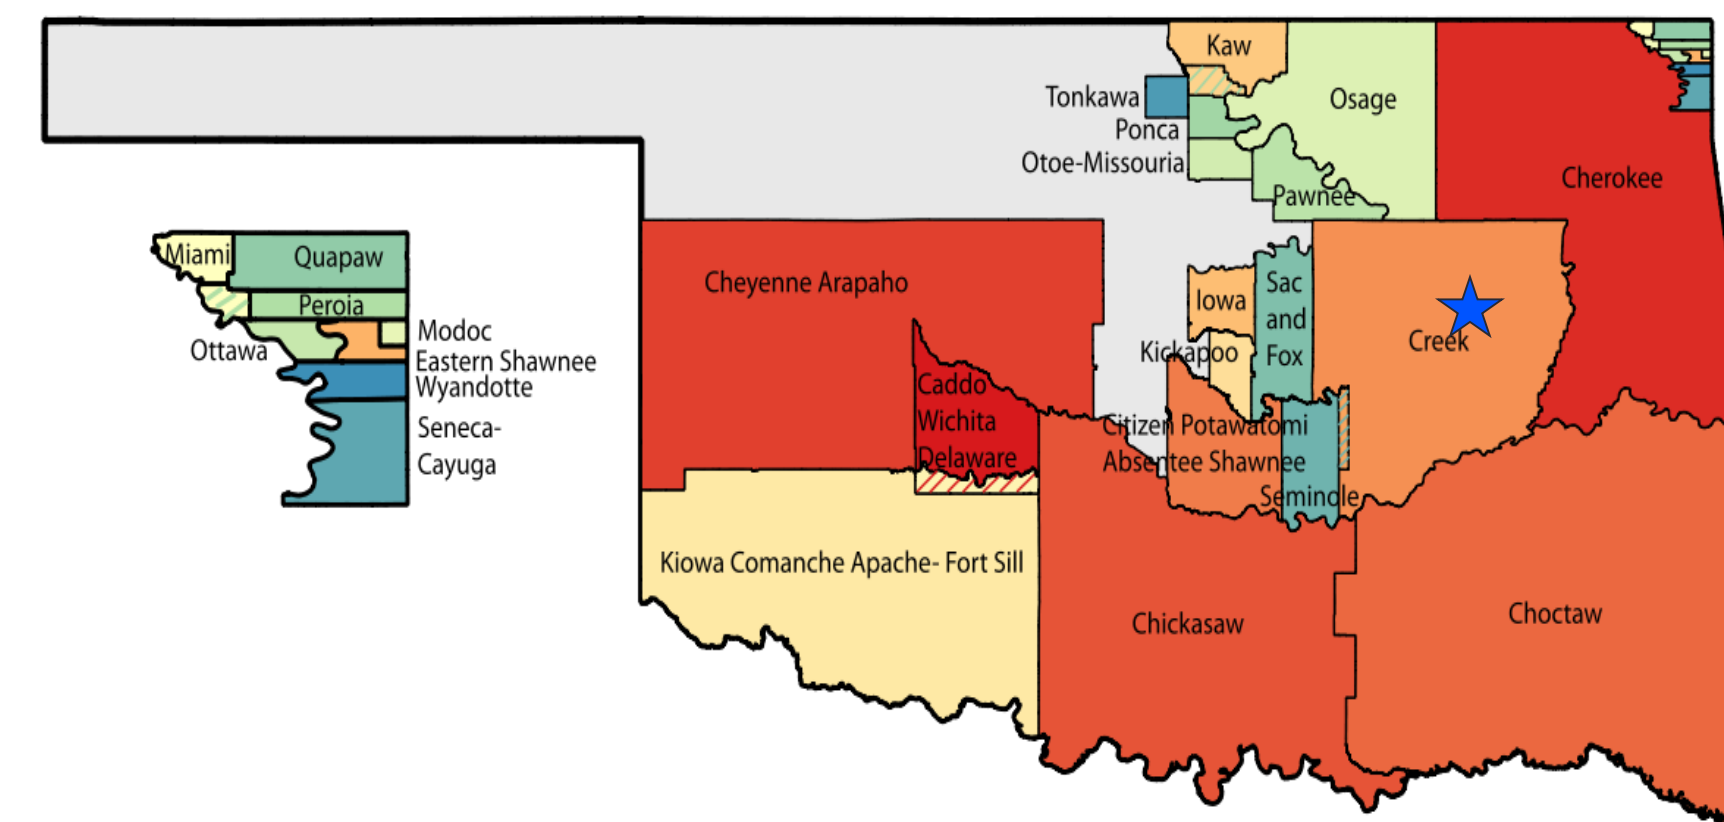 Kaw
Tonkawa
Osage
Ponca
Otoe-Missouria
Cherokee
Pawnee
Miami
Quapaw
Peroia
Modoc
Ottawa
Eastern Shawnee
Wyandotte
Seneca-
Cayuga
Cheyenne Arapaho
Iowa
Sac
and
Fox
Kickapoo
Creek
Caddo
Wichita
Delaware
Citizen Potawatomi
Absentee Shawnee
Seminole
Kiowa Comanche Apache- Fort Sill
Chickasaw
Choctaw